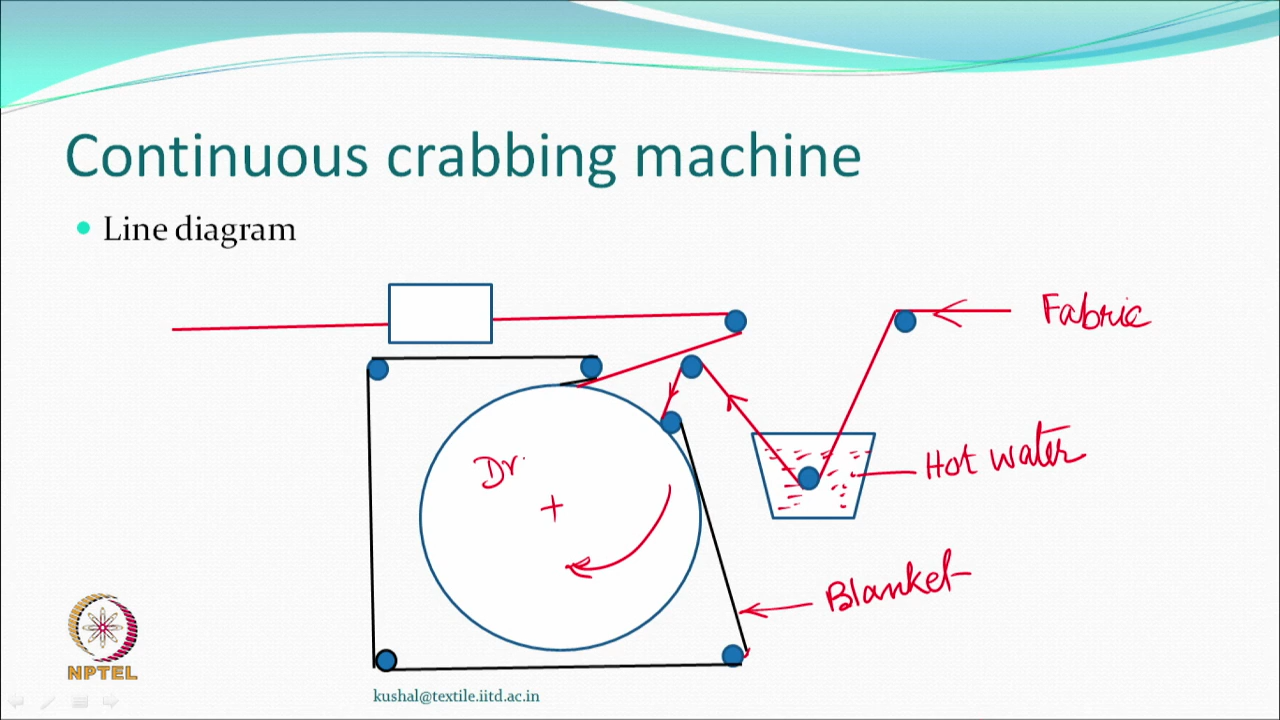 Continuous crabbing machine
Line diagram
Fabric
Hot water
Dr
Blanket
NPTEL
kushal@textile.iitd.ac.in